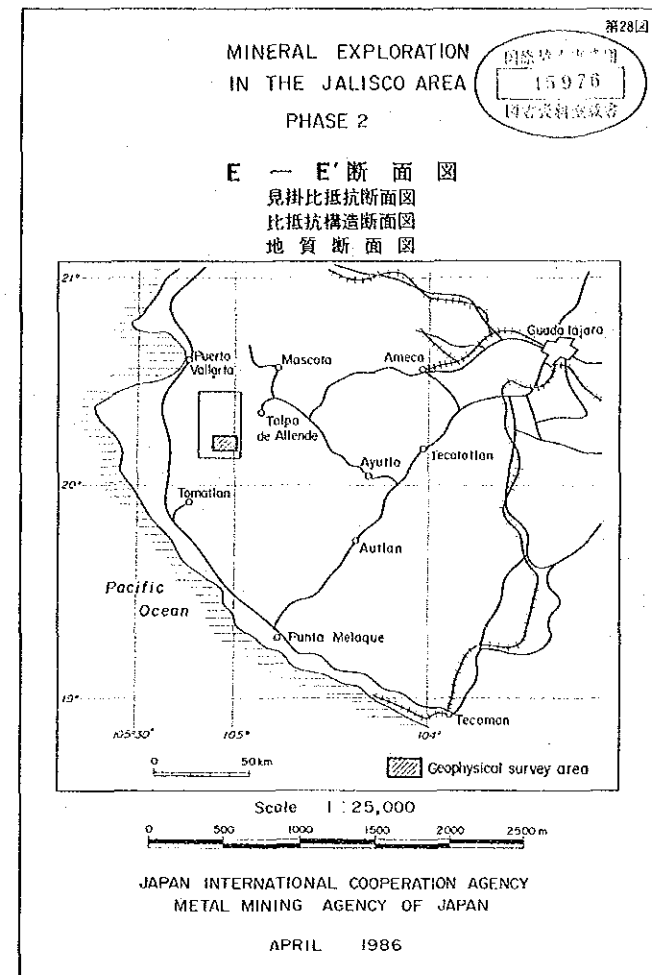 第28図
MINERAL EXPLORATION
IN THE JALISCO AREA
PHASE 2
15976
E — E'断面図
見掛比抵抗断面図
比抵抗構造断面図
地質断面図
21°
Guadalajara
Puerto
Vallarta
Mascota
Ameca
Talpa
de Allende
Ayutla
Tecolotlan
20°
Tomatlan
Autlan
Pacific
Ocean
Punta Melaque
19°
Tecoman
105°30'
105°
104°
0 50km
Geophysical survey area
Scale 1:25,000
0 500 1000 1500 2000 2500m
JAPAN INTERNATIONAL COOPERATION AGENCY
METAL MINING AGENCY OF JAPAN
APRIL 1986